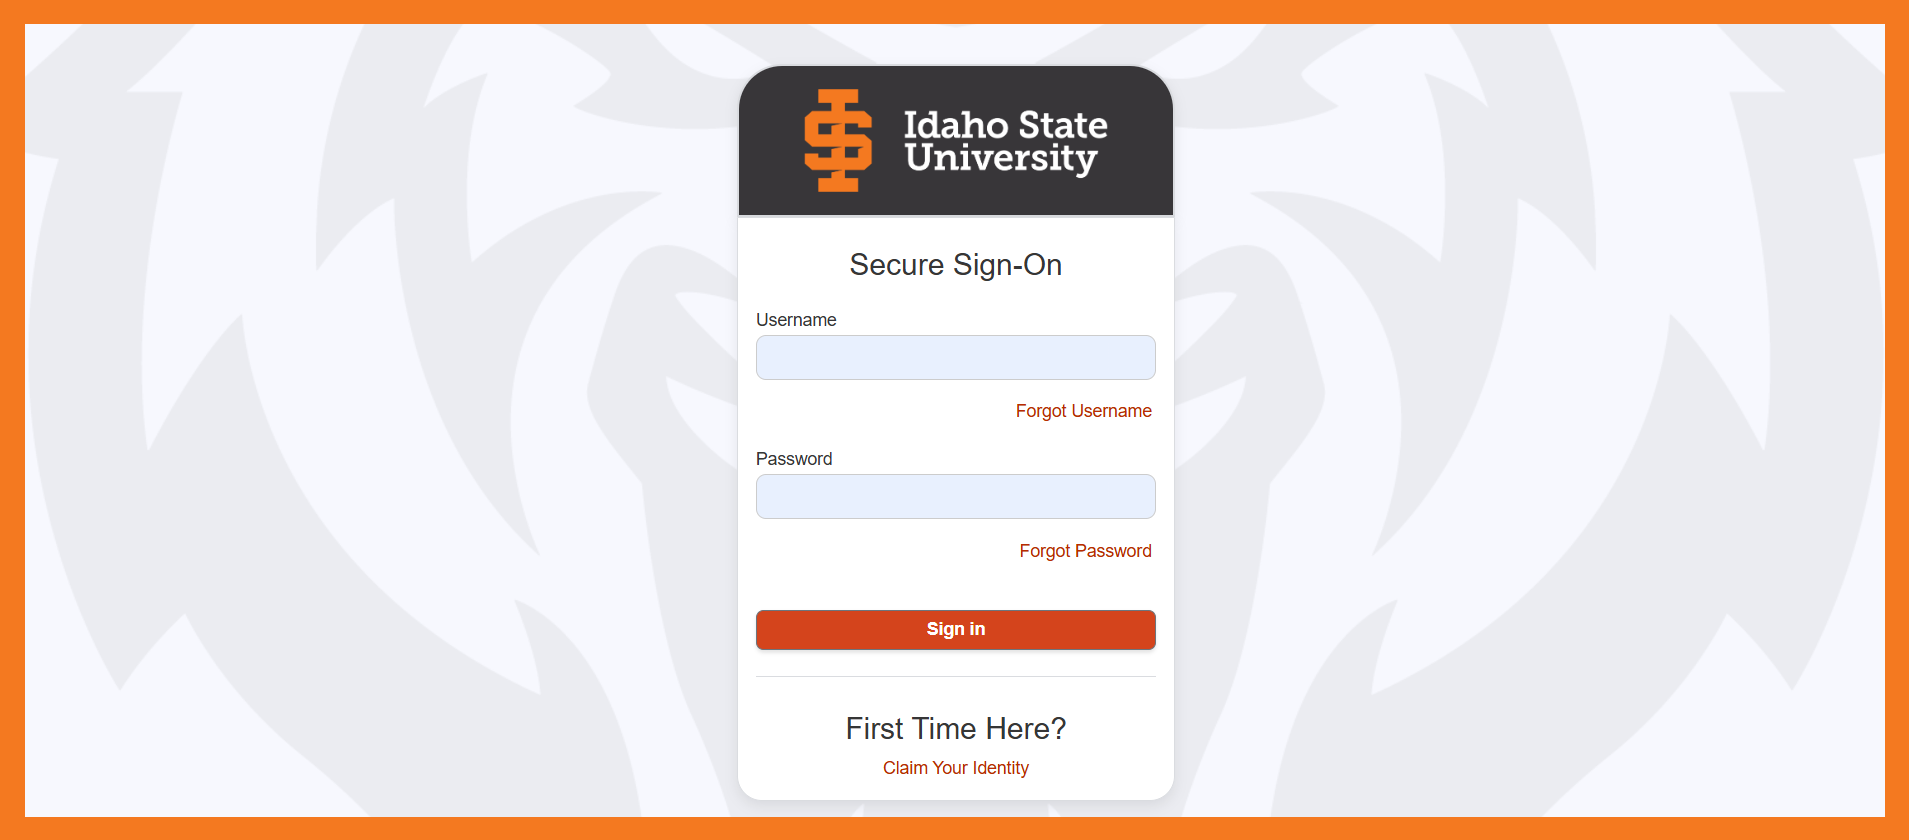 Idaho State
University
Secure Sign-On
Username
Forgot Username
Password
Forgot Password
Sign in
First Time Here?
Claim Your Identity